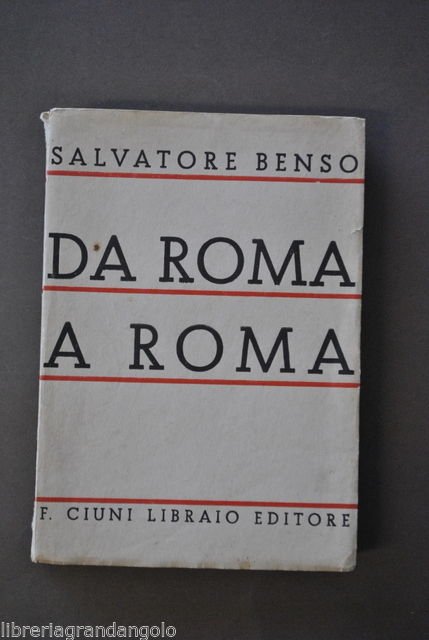 SALVATORE BENSO
DA ROMA
A ROMA
F. CIUNI LIBRAIO EDITORE
libreriagrandangolo